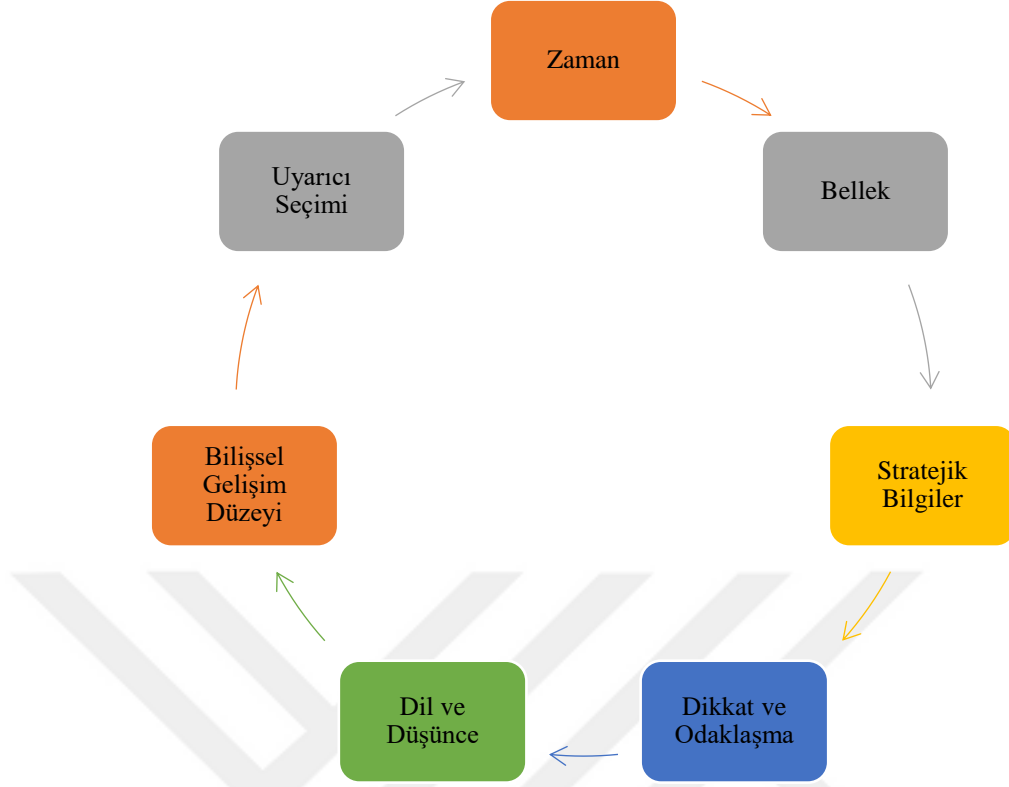 Zaman
Bellek
Stratejik
Bilgiler
Dikkat ve
Odaklaşma
Dil ve
Düşünce
Bilişsel
Gelişim
Düzeyi
Uyarıcı
Seçimi